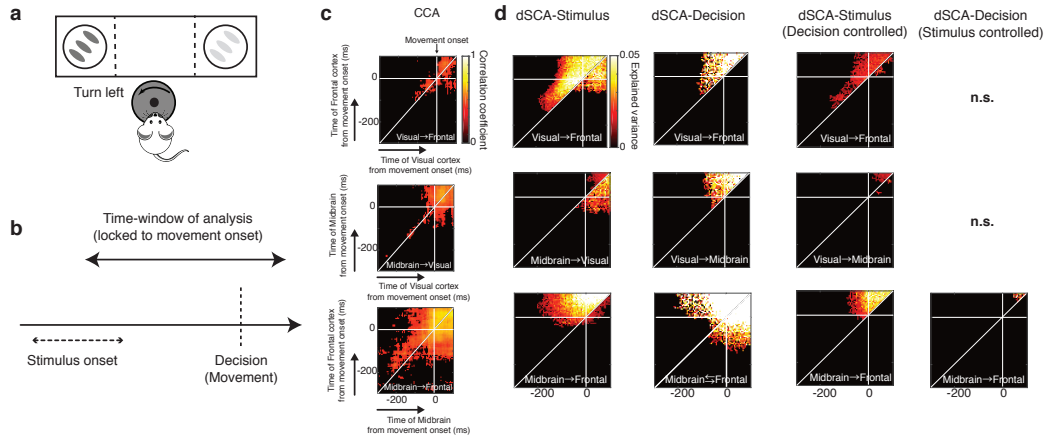 a
Turn left
b
Time-window of analysis
(locked to movement onset)
Stimulus onset
Decision
(Movement)
c
CCA
Movement onset
Time of Frontal cortex
from movement onset (ms)
0
-200
Visual→Frontal
1
0
Correlation
coefficient
Time of Visual cortex
from movement onset (ms)
Time of Midbrain
from movement onset (ms)
0
-200
Midbrain→Visual
Time of Visual cortex
from movement onset (ms)
Time of Frontal cortex
from movement onset (ms)
0
-200
Midbrain→Frontal
-200 0
Time of Midbrain
from movement onset (ms)
d
dSCA-Stimulus
Visual→Frontal
0.05
0
Explained variance
dSCA-Decision
Visual→Frontal
dSCA-Stimulus
(Decision controlled)
Visual→Frontal
dSCA-Decision
(Stimulus controlled)
n.s.
Midbrain→Visual
Visual→Midbrain
Visual→Midbrain
n.s.
Midbrain→Frontal
-200 0
Midbrain⇆Frontal
-200 0
Midbrain→Frontal
-200 0
Midbrain→Frontal
-200 0